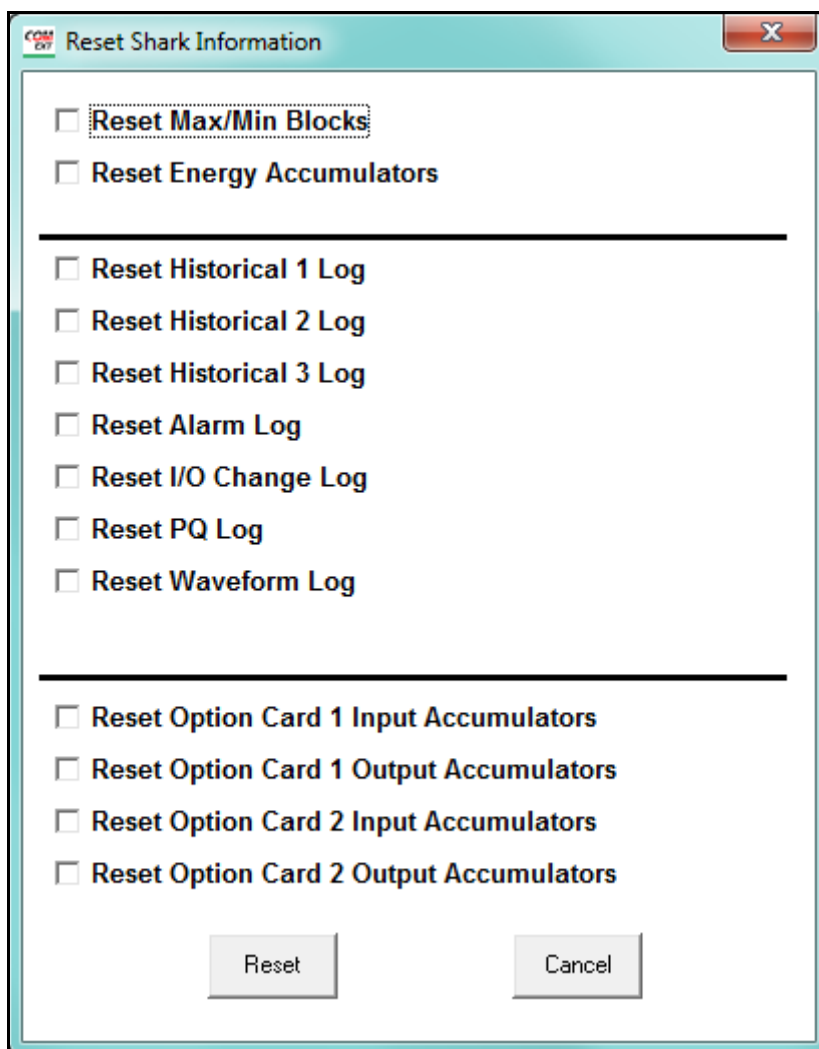 COM
EXT
Reset Shark Information
Reset Max/Min Blocks
Reset Energy Accumulators
Reset Historical 1 Log
Reset Historical 2 Log
Reset Historical 3 Log
Reset Alarm Log
Reset I/O Change Log
Reset PQ Log
Reset Waveform Log
Reset Option Card 1 Input Accumulators
Reset Option Card 1 Output Accumulators
Reset Option Card 2 Input Accumulators
Reset Option Card 2 Output Accumulators
Reset
Cancel